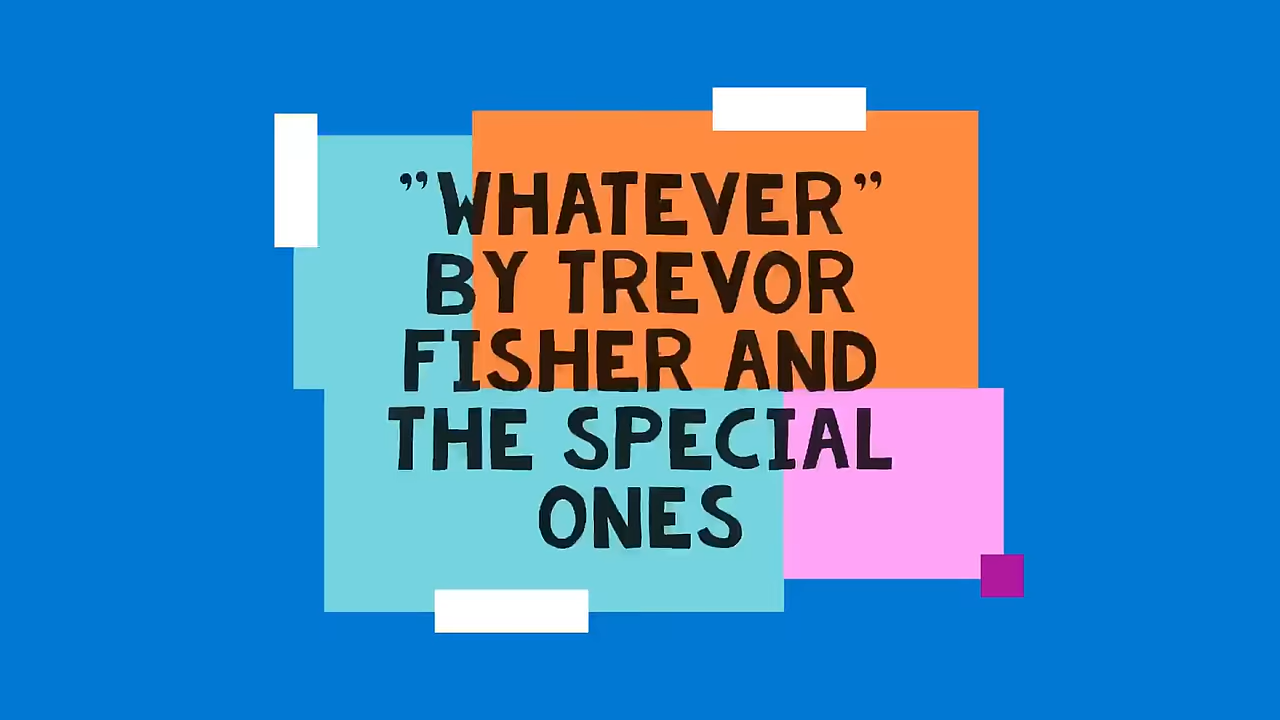 ”WHATEVER”
BY TREVOR
FISHER AND
THE SPECIAL
ONES